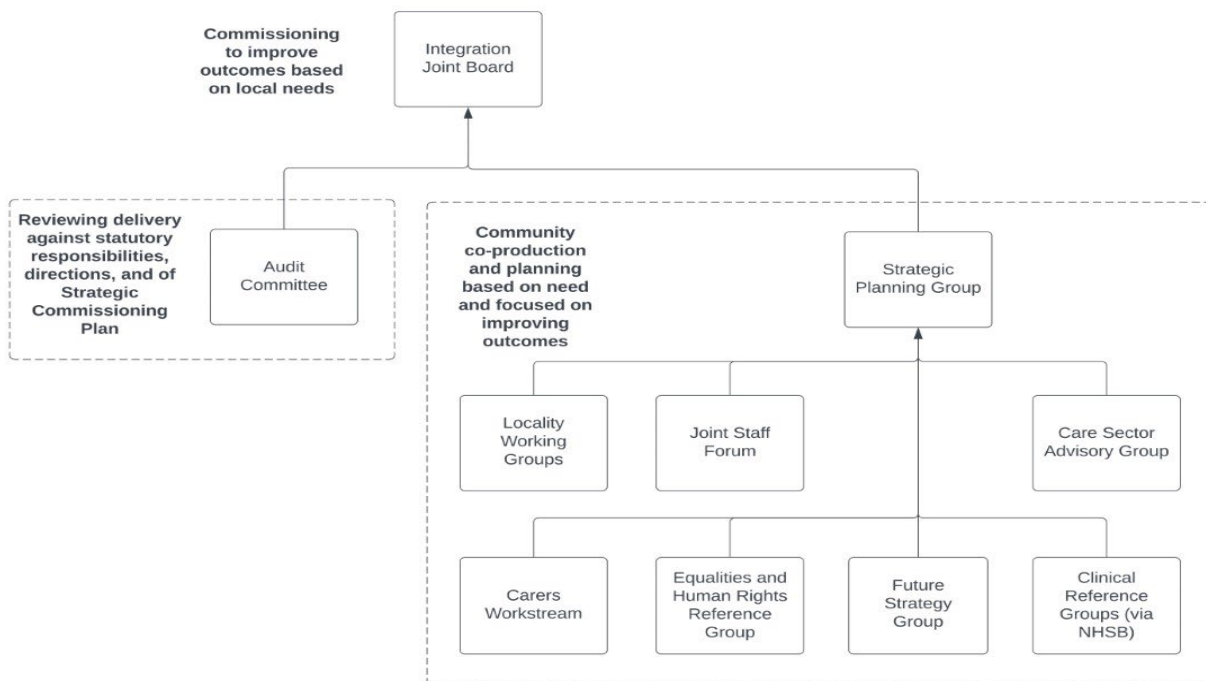 Commissioning
to improve
outcomes based
on local needs
Integration
Joint Board
Reviewing delivery
against statutory
responsibilities,
directions, and of
Strategic
Commissioning
Plan
Audit
Committee
Community
co-production
and planning
based on need
and focused on
improving
outcomes
Strategic
Planning Group
Locality
Working
Groups
Joint Staff
Forum
Care Sector
Advisory Group
Carers
Workstream
Equalities and
Human Rights
Reference
Group
Future
Strategy
Group
Clinical
Reference
Groups (via
NHSB)